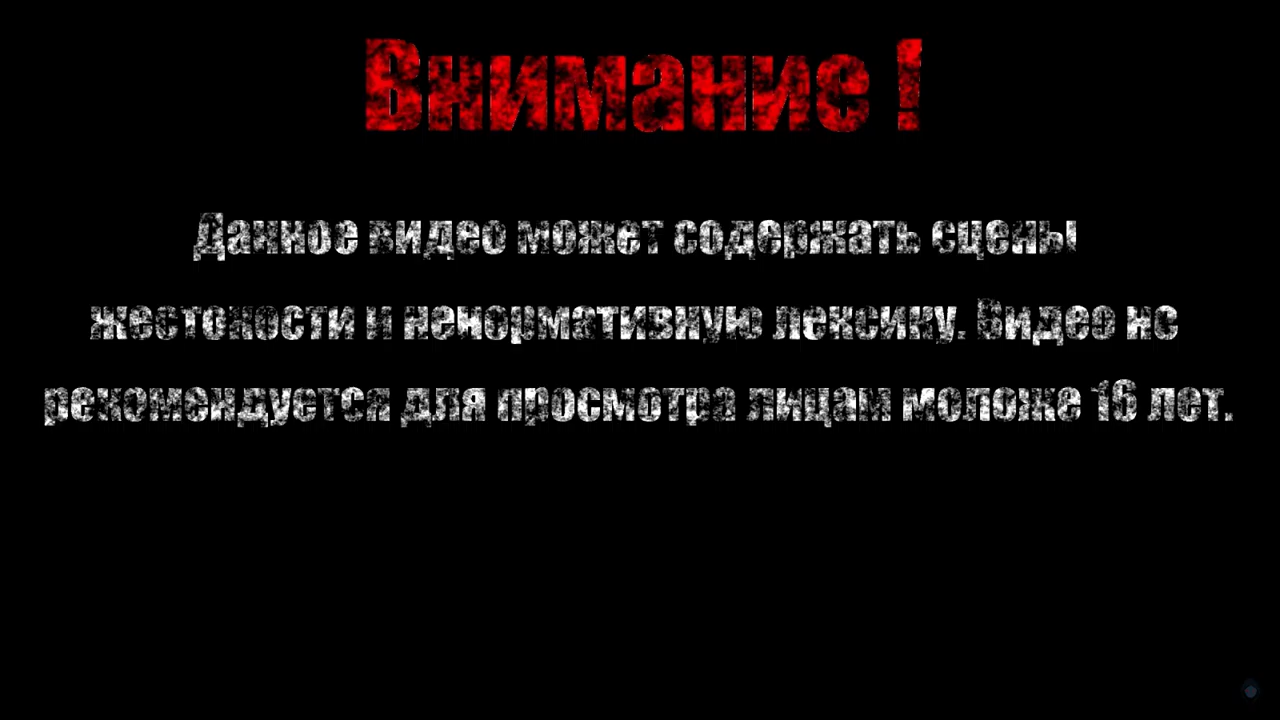 Внимание !
Данное видео может содержать сцены
жестокости и ненормативную лексику. Видео не
рекомендуется для просмотра лицам моложе 16 лет.